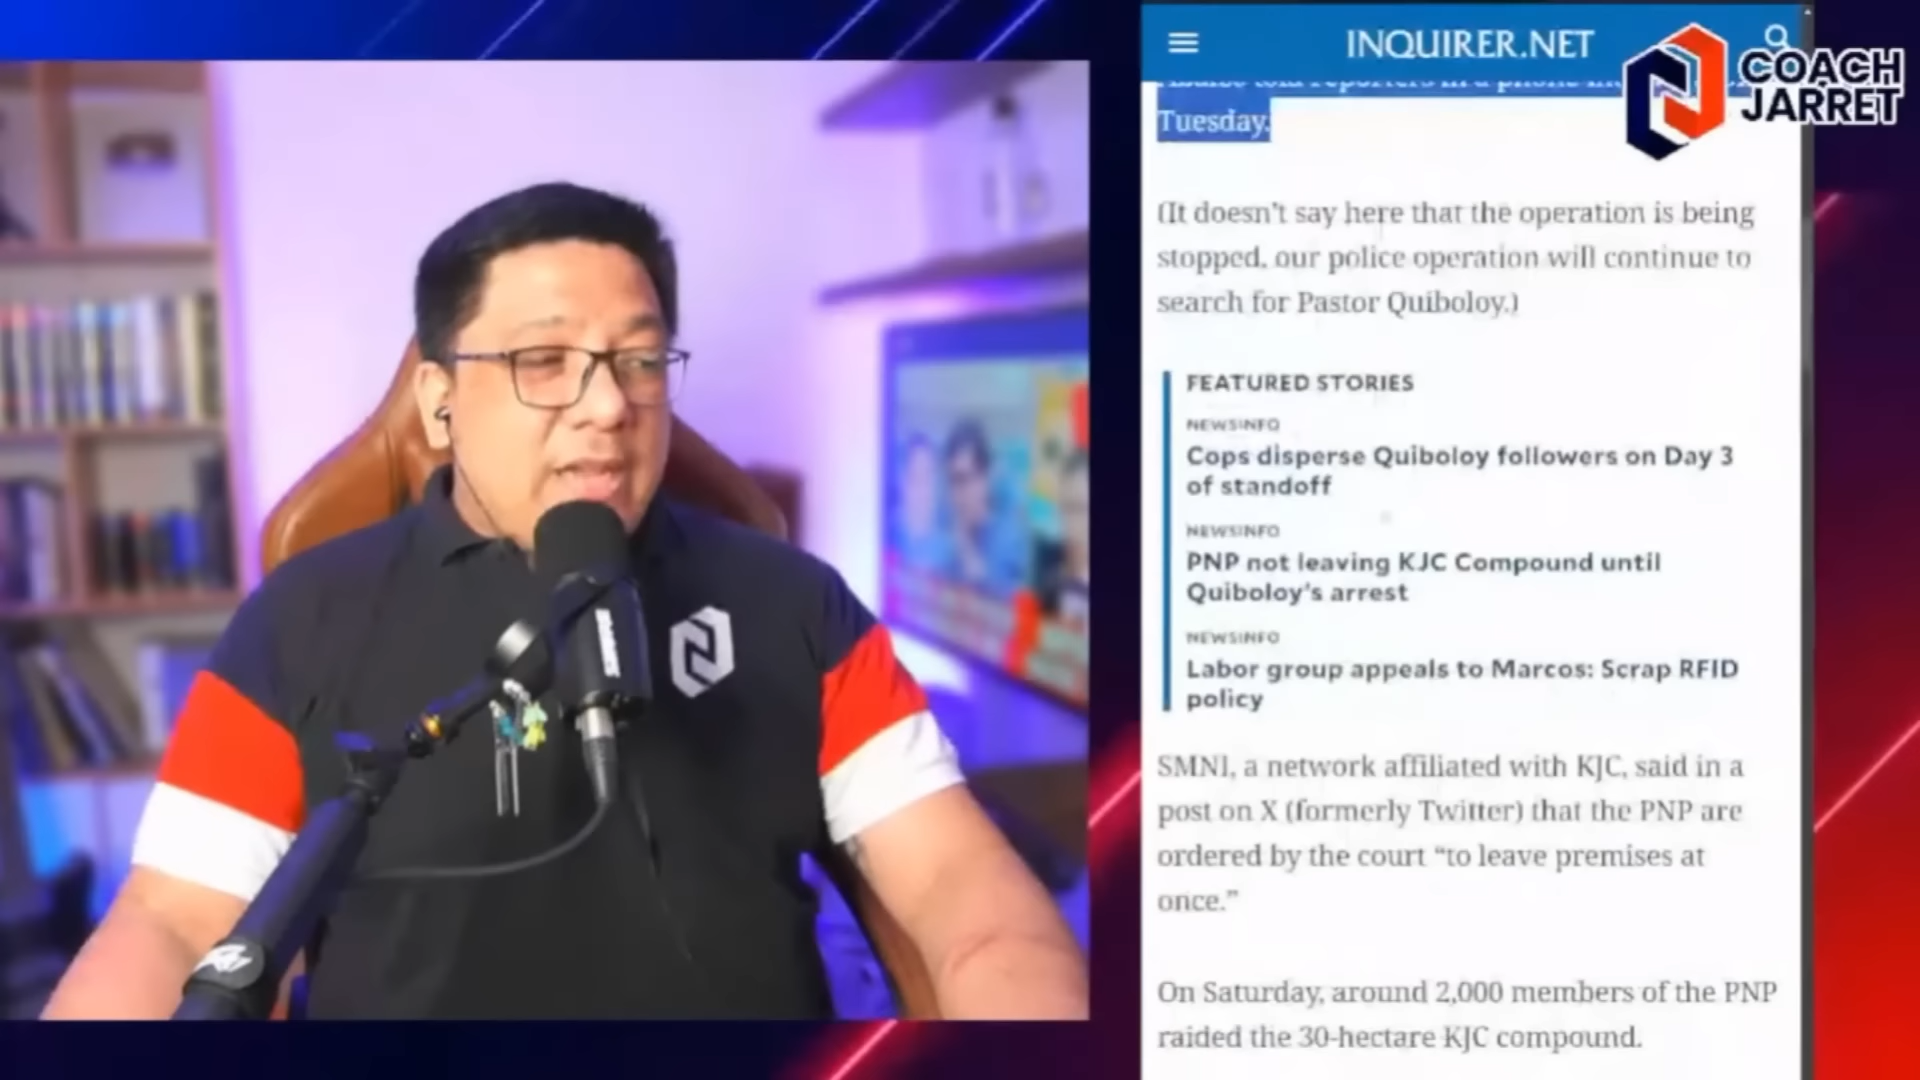 INQUIRER.NET
COACH
JARRET
told reporters in a phone
Tuesday.
(It doesn't say here that the operation is being
stopped, our police operation will continue to
search for Pastor Quiboloy.)
FEATURED STORIES
NEWSINFO
Cops disperse Quiboloy followers on Day 3
of standoff
NEWSINFO
PNP not leaving KJC Compound until
Quiboloy's arrest
NEWSINFO
Labor group appeals to Marcos: Scrap RFID
policy
SMNI, a network affiliated with KJC, said in a
post on X (formerly Twitter) that the PNP are
ordered by the court “to leave premises at
once.”
On Saturday, around 2,000 members of the PNP
raided the 30-hectare KJC compound.